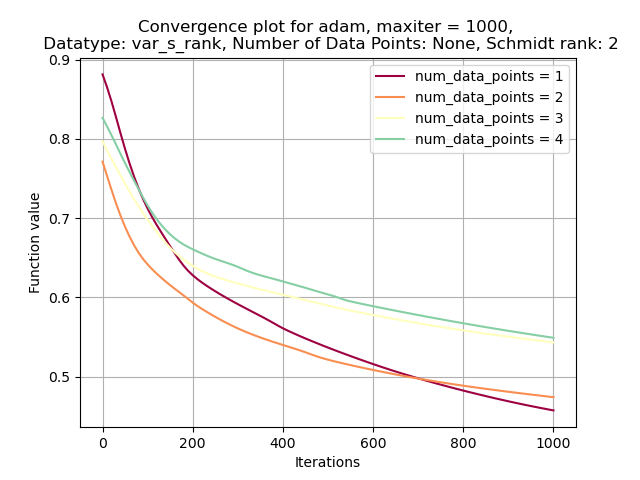 Convergence plot for adam, maxiter = 1000,
Datatype: var_s_rank, Number of Data Points: None, Schmidt rank: 2
num_data_points = 1
num_data_points = 2
num_data_points = 3
num_data_points = 4
Function value
0.9
0.8
0.7
0.6
0.5
0 200 400 600 800 1000
Iterations